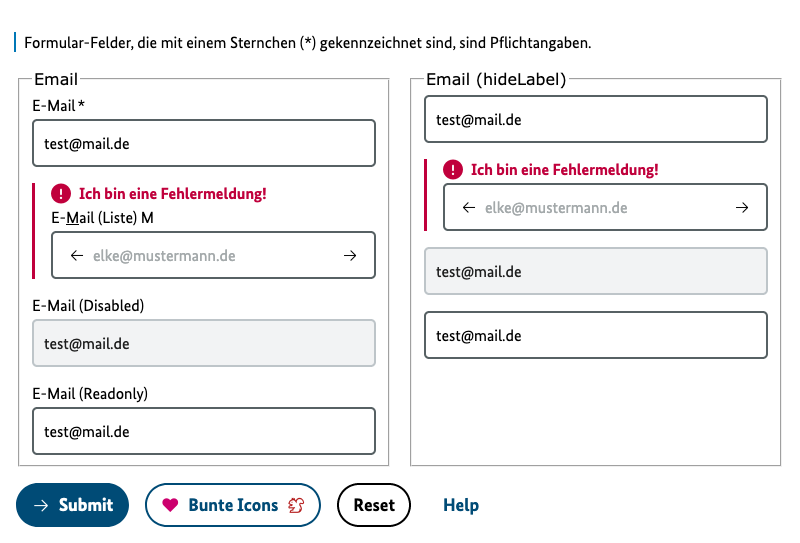 Formular-Felder, die mit einem Sternchen (*) gekennzeichnet sind, sind Pflichtangaben.
Email
E-Mail *
test@mail.de
Ich bin eine Fehlermeldung!
E-Mail (Liste) M
elke@mustermann.de
E-Mail (Disabled)
test@mail.de
E-Mail (Readonly)
test@mail.de
Email (hideLabel)
test@mail.de
Ich bin eine Fehlermeldung!
elke@mustermann.de
test@mail.de
test@mail.de
Submit
Bunte Icons
Reset
Help